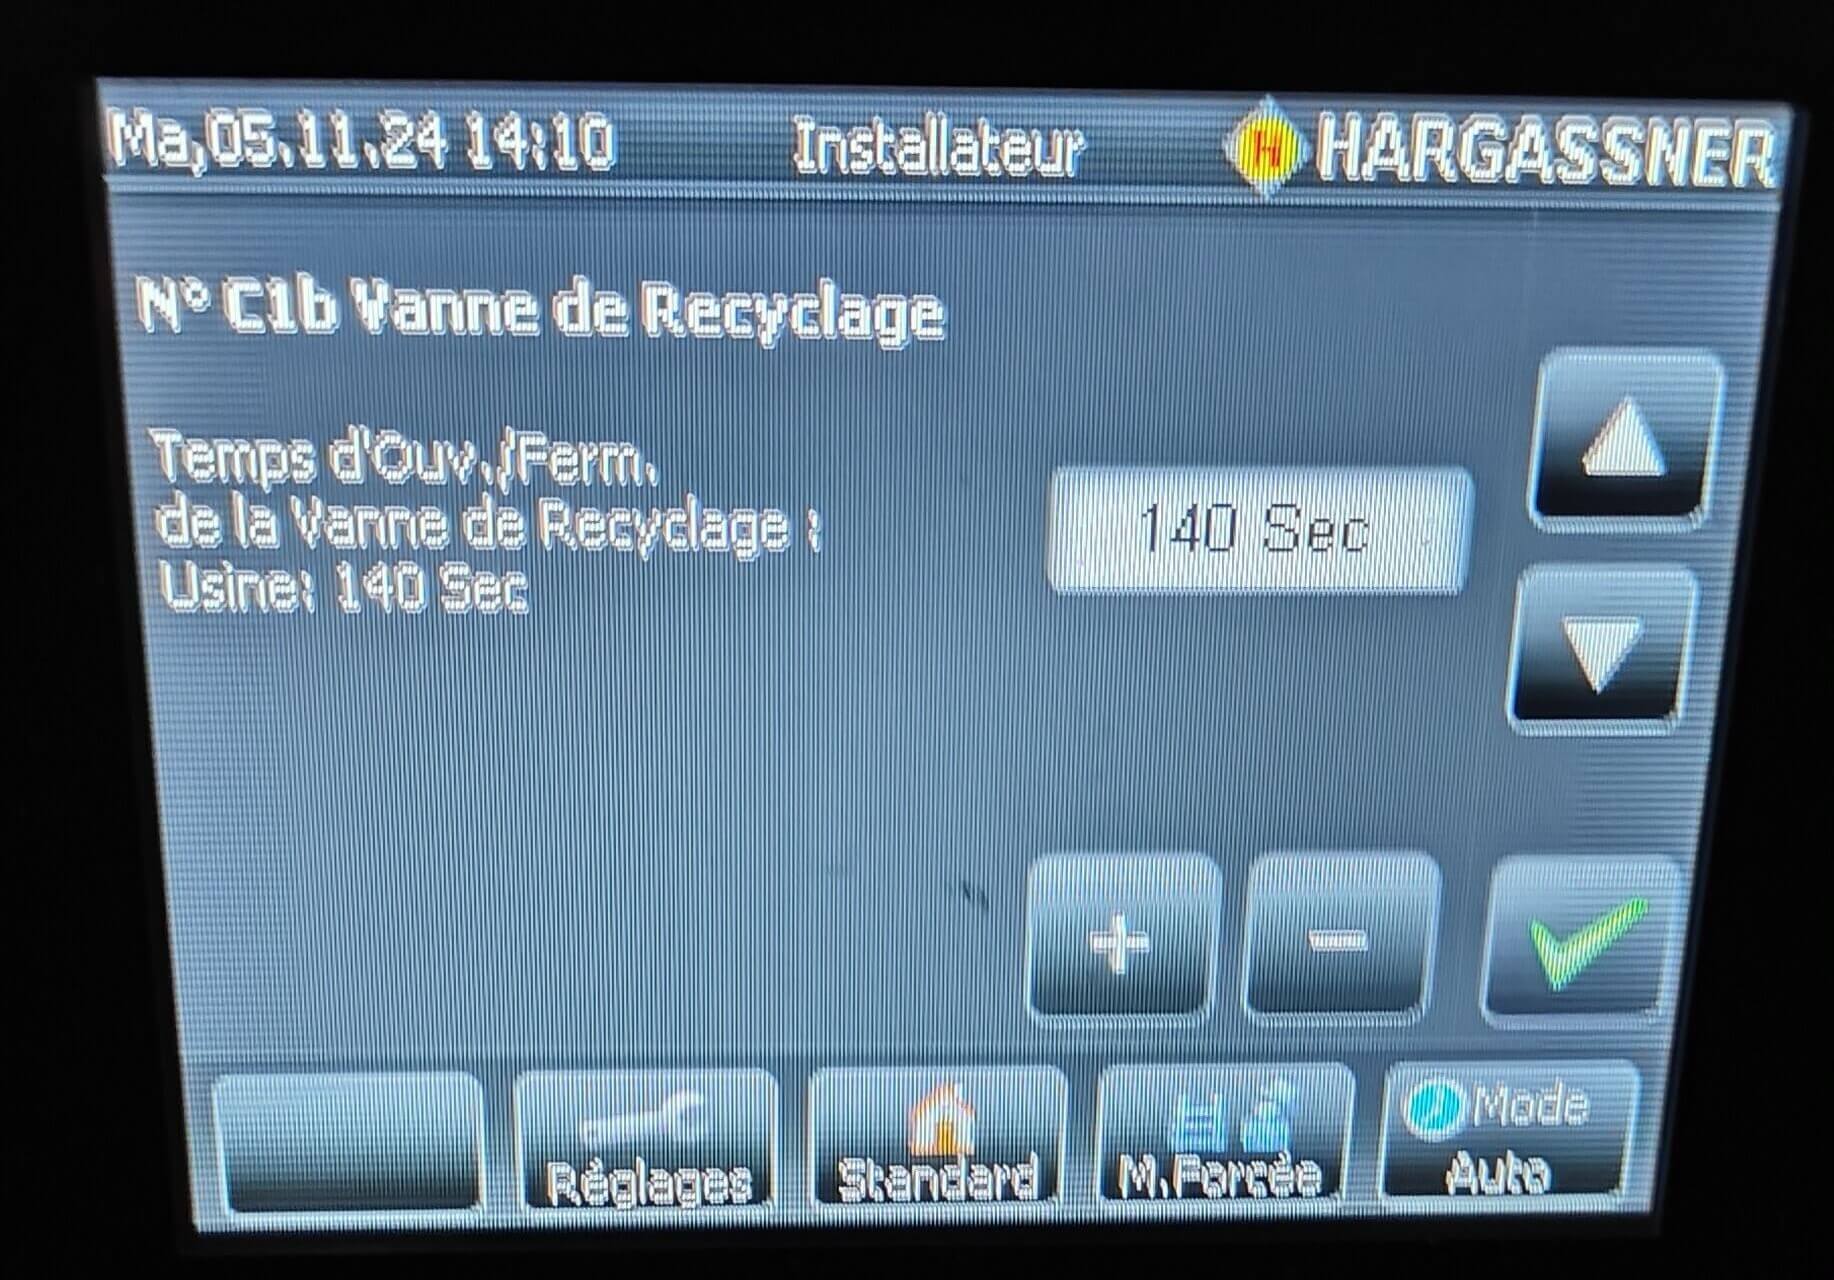 Ma,05.11.24 14:10 Installateur HARGASSNER
N° C1b Vanne de Recyclage
Temps d'Ouv./Ferm.
de la Vanne de Recyclage :
Usine: 140 Sec
140 Sec
Réglages
Standard
M.Forcée
Mode
Auto